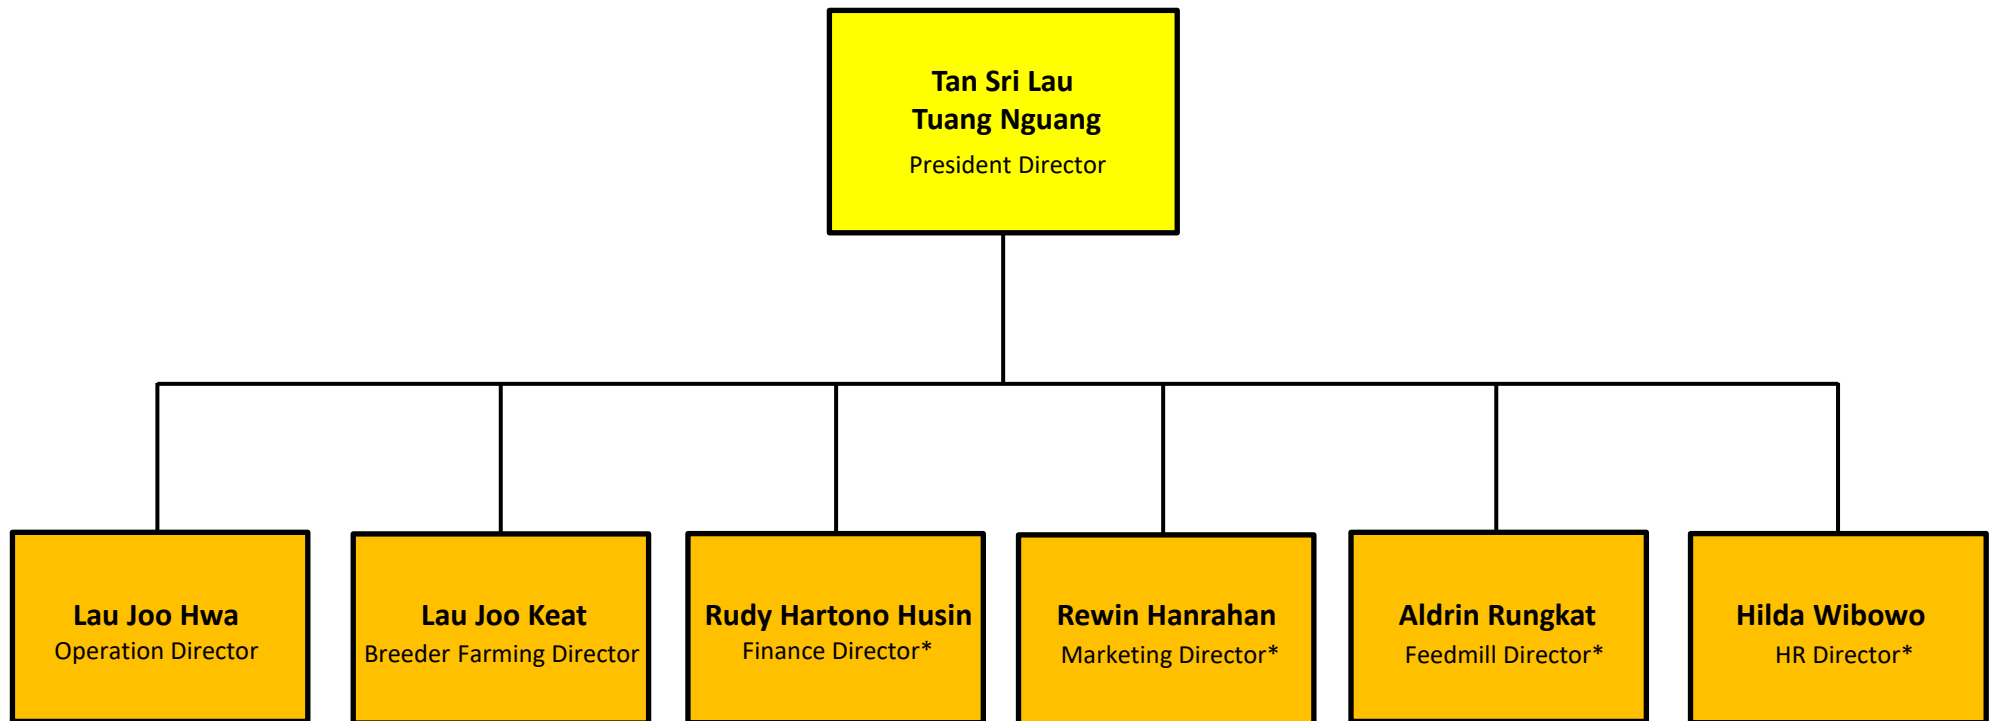 Tan Sri Lau
Tuang Nguang
President Director
Lau Joo Hwa
Operation Director
Lau Joo Keat
Breeder Farming Director
Rudy Hartono Husin
Finance Director*
Rewin Hanrahan
Marketing Director*
Aldrin Rungkat
Feedmill Director*
Hilda Wibowo
HR Director*